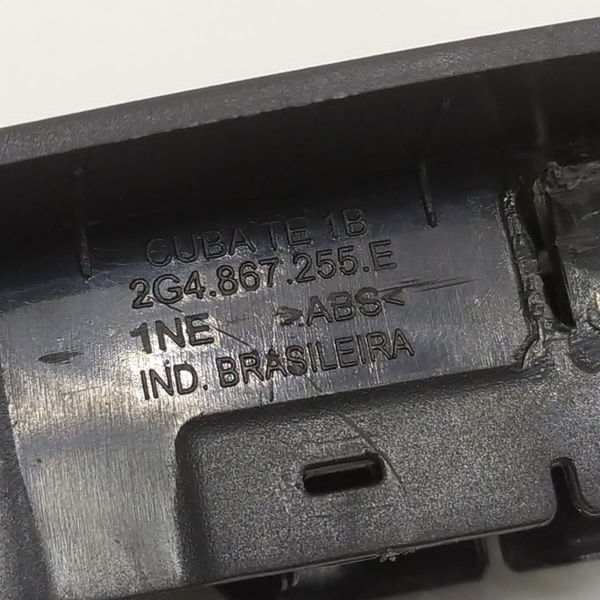 CUBA TE 1B
2G4.867.255.E
1NE >ABS<
IND. BRASILEIRA